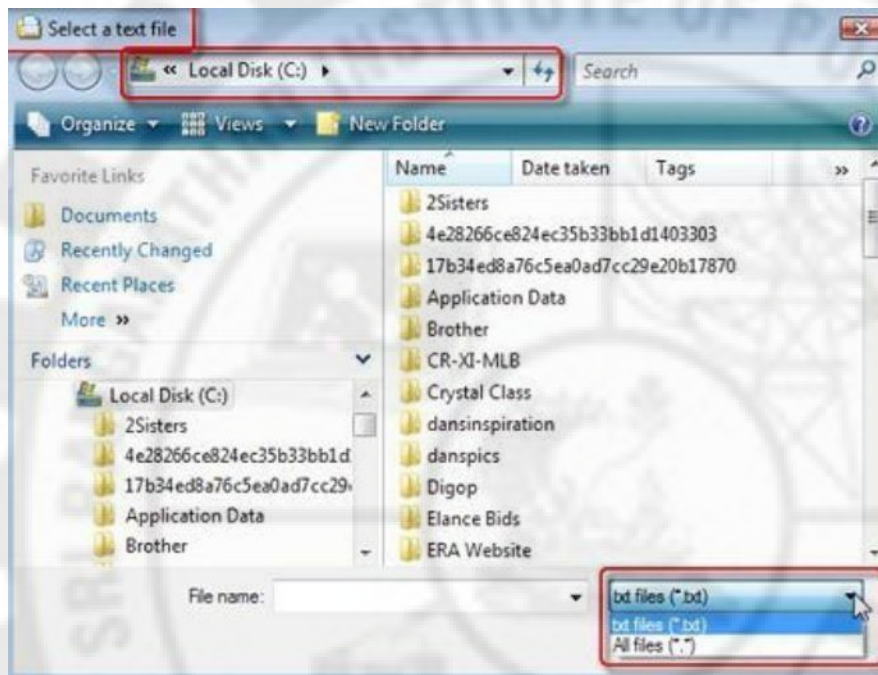 Select a text file
« Local Disk (C:)
Search
Organize Views New Folder
Favorite Links
Documents
Recently Changed
Recent Places
More »
Folders
Local Disk (C:)
2Sisters
4e28266ce824ec35b33bb1d
17b34ed8a76c5ea0ad7cc29
Application Data
Brother
Name Date taken Tags »
2Sisters
4e28266ce824ec35b33bb1d1403303
17b34ed8a76c5ea0ad7cc29e20b17870
Application Data
Brother
CR-XI-MLB
Crystal Class
dansinspiration
danspics
Digop
Elance Bids
ERA Website
File name:
txt files (*.txt)
txt files (*.txt)
All files (*.*)